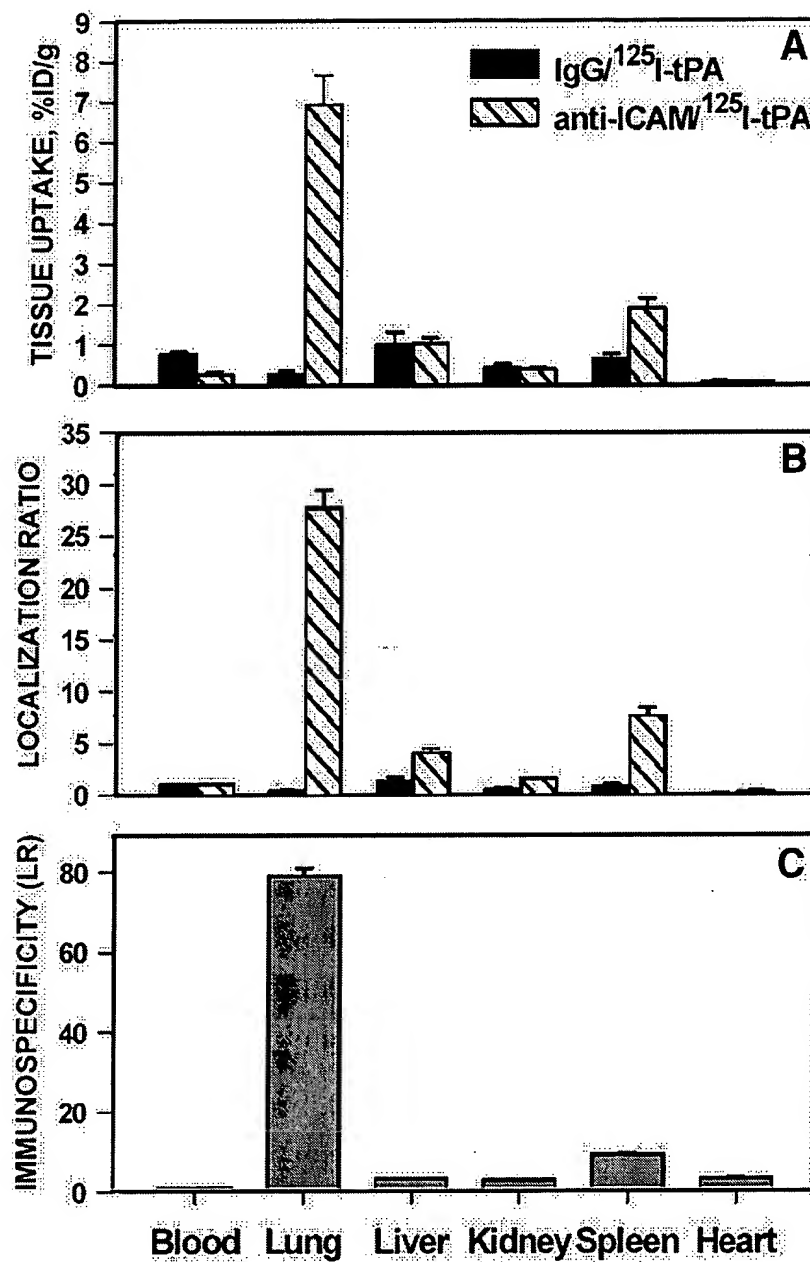 A
IgG/¹²⁵I-tPA
anti-ICAM/¹²⁵I-tPA
TISSUE UPTAKE, %ID/g
9
8
7
6
5
4
3
2
1
0
B
LOCALIZATION RATIO
35
30
25
20
15
10
5
0
C
IMMUNOSPECIFICITY (LR)
80
60
40
20
0
Blood Lung Liver Kidney Spleen Heart